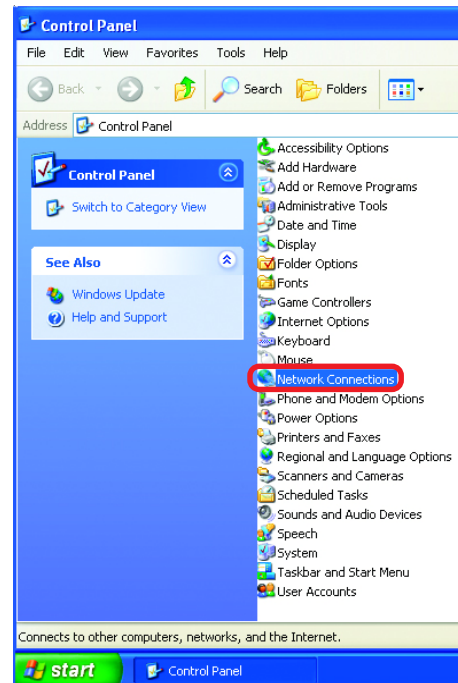 Control Panel
File Edit View Favorites Tools Help
Back Search Folders
Address Control Panel
Control Panel
Switch to Category View
See Also
Windows Update
Help and Support
Accessibility Options
Add Hardware
Add or Remove Programs
Administrative Tools
Date and Time
Display
Folder Options
Fonts
Game Controllers
Internet Options
Keyboard
Mouse
Network Connections
Phone and Modem Options
Power Options
Printers and Faxes
Regional and Language Options
Scanners and Cameras
Scheduled Tasks
Sounds and Audio Devices
Speech
System
Taskbar and Start Menu
User Accounts
Connects to other computers, networks, and the Internet.
start Control Panel